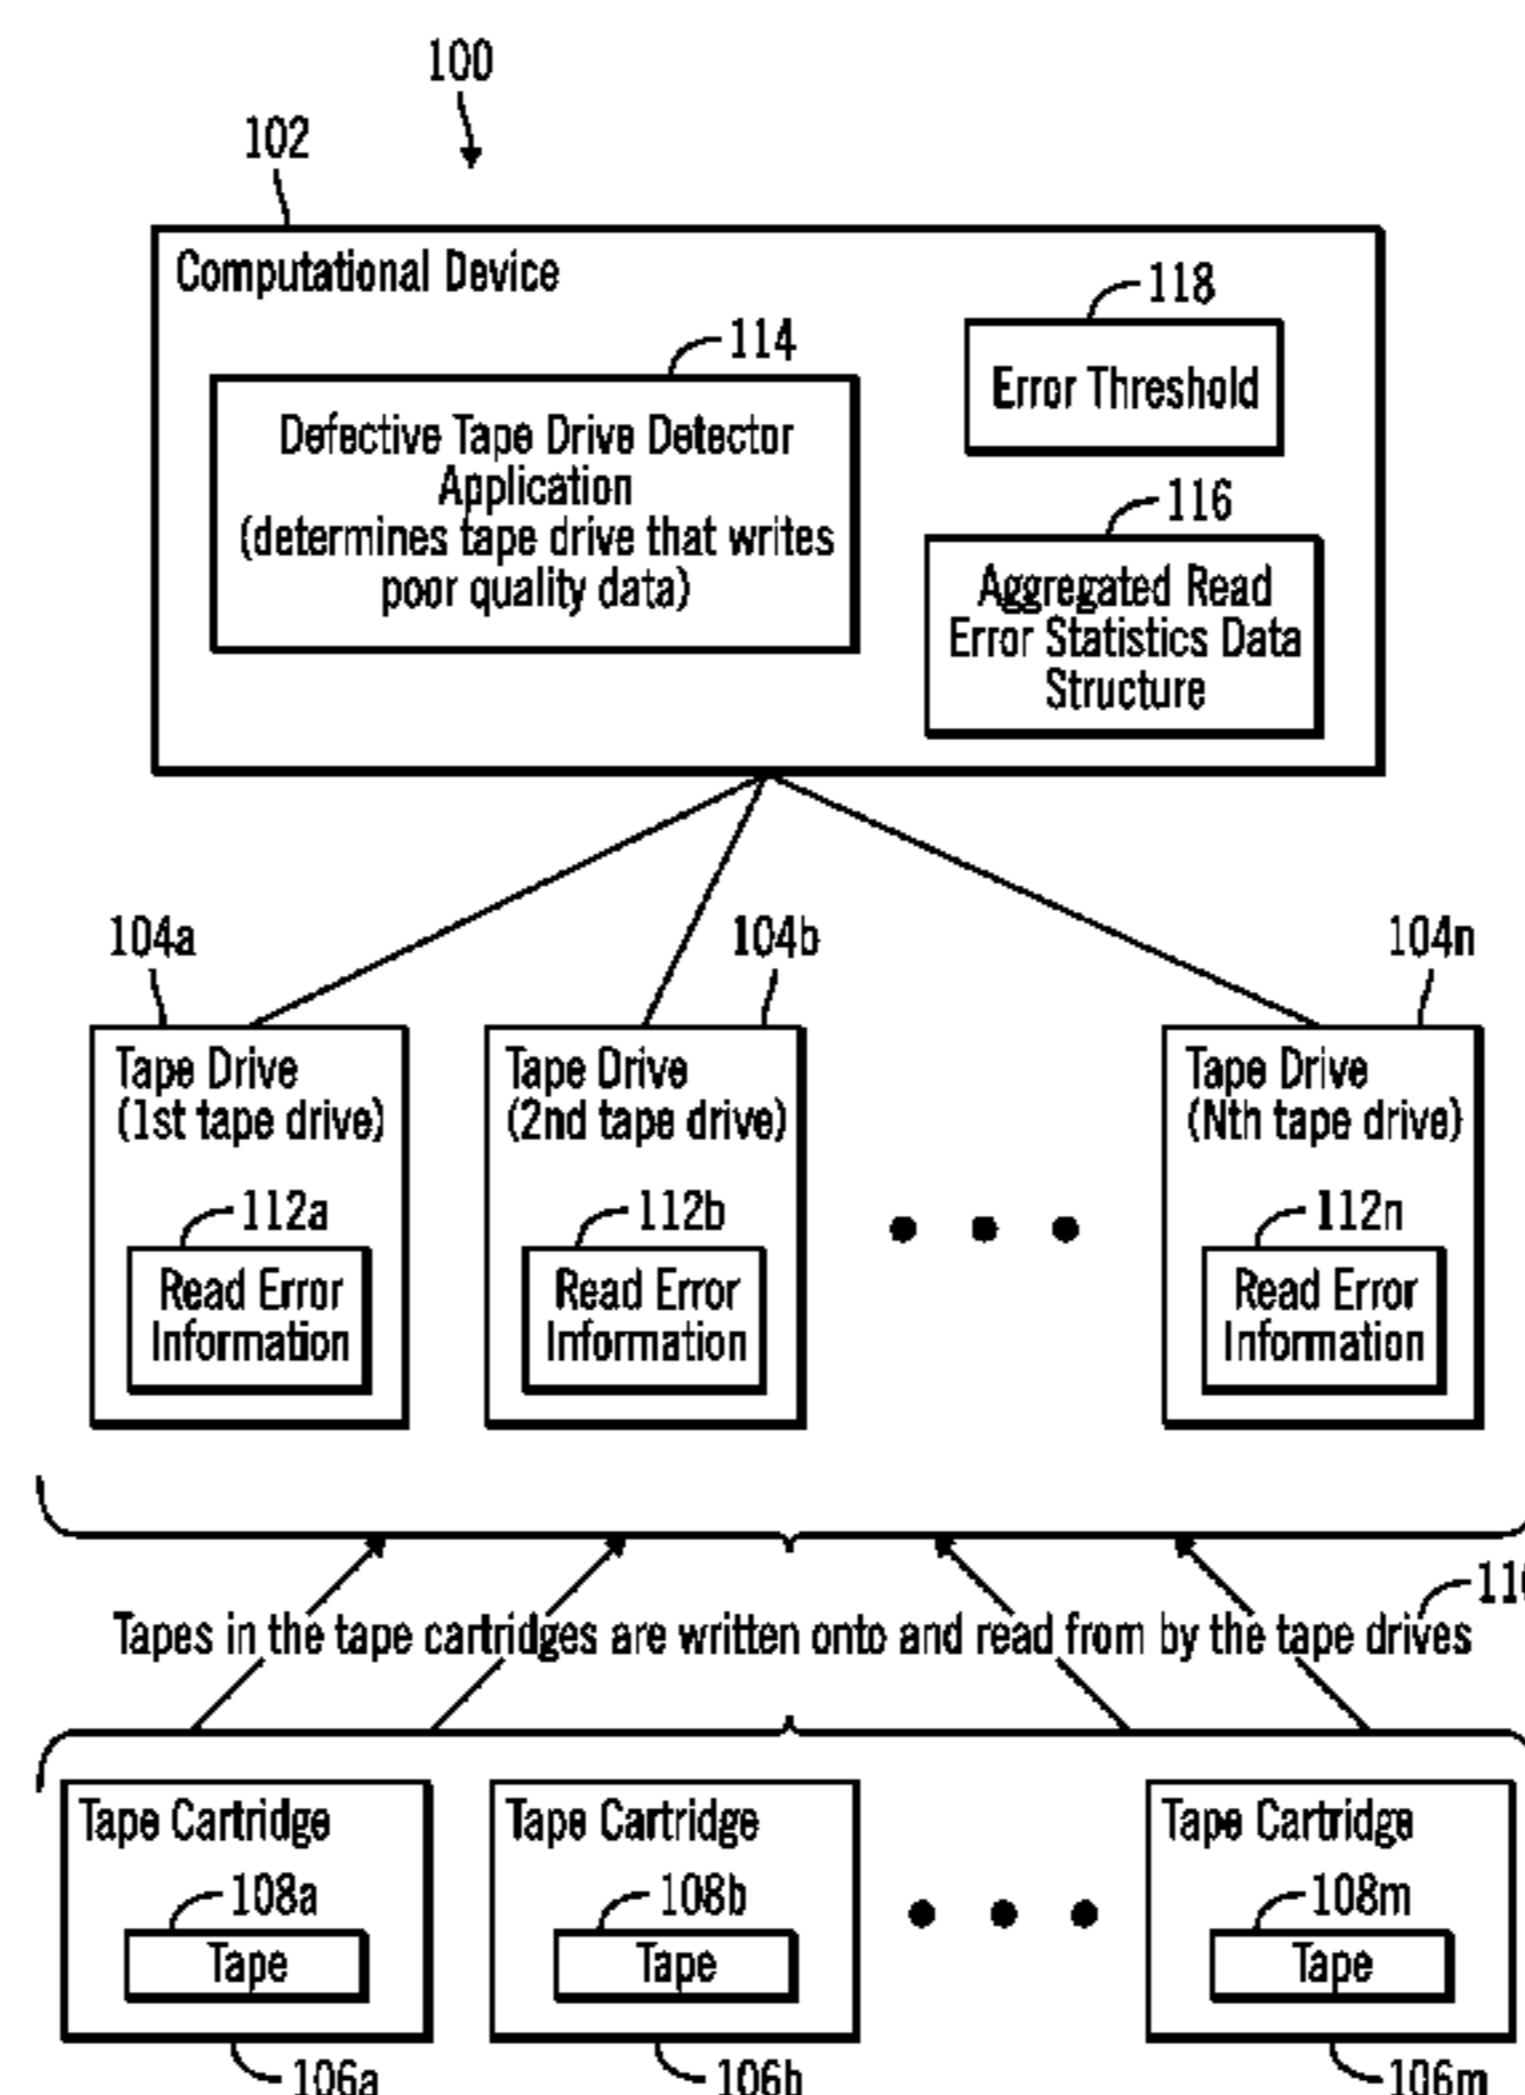 100
102
Computational Device
118
114
Error Threshold
Defective Tape Drive Detector
Application
(determines tape drive that writes
poor quality data)
116
Aggregated Read
Error Statistics Data
Structure
104a
104b
104n
Tape Drive
(1st tape drive)
Tape Drive
(2nd tape drive)
Tape Drive
(Nth tape drive)
112a
112b
112n
Read Error
Information
Read Error
Information
Read Error
Information
Tapes in the tape cartridges are written onto and read from by the tape drives
Tape Cartridge
Tape Cartridge
Tape Cartridge
108a
108b
108m
Tape
Tape
Tape
106a
106b
106m